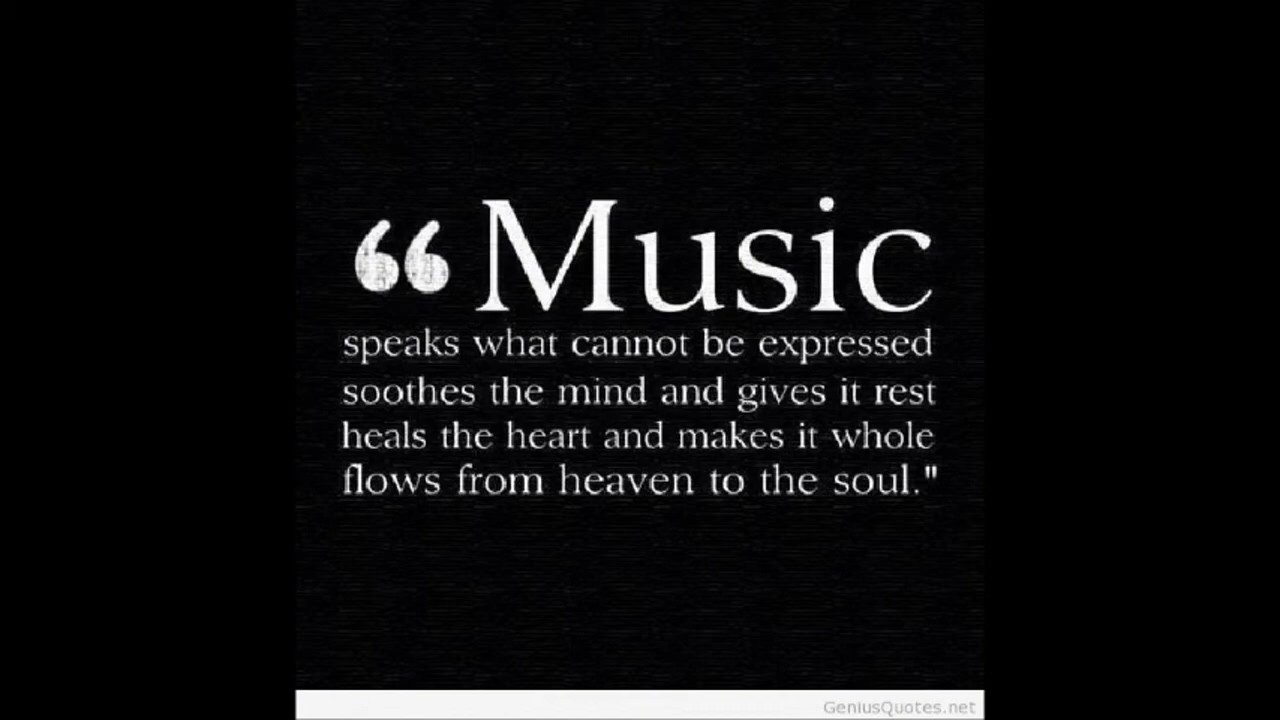 “Music
speaks what cannot be expressed
soothes the mind and gives it rest
heals the heart and makes it whole
flows from heaven to the soul."
GeniusQuotes.net